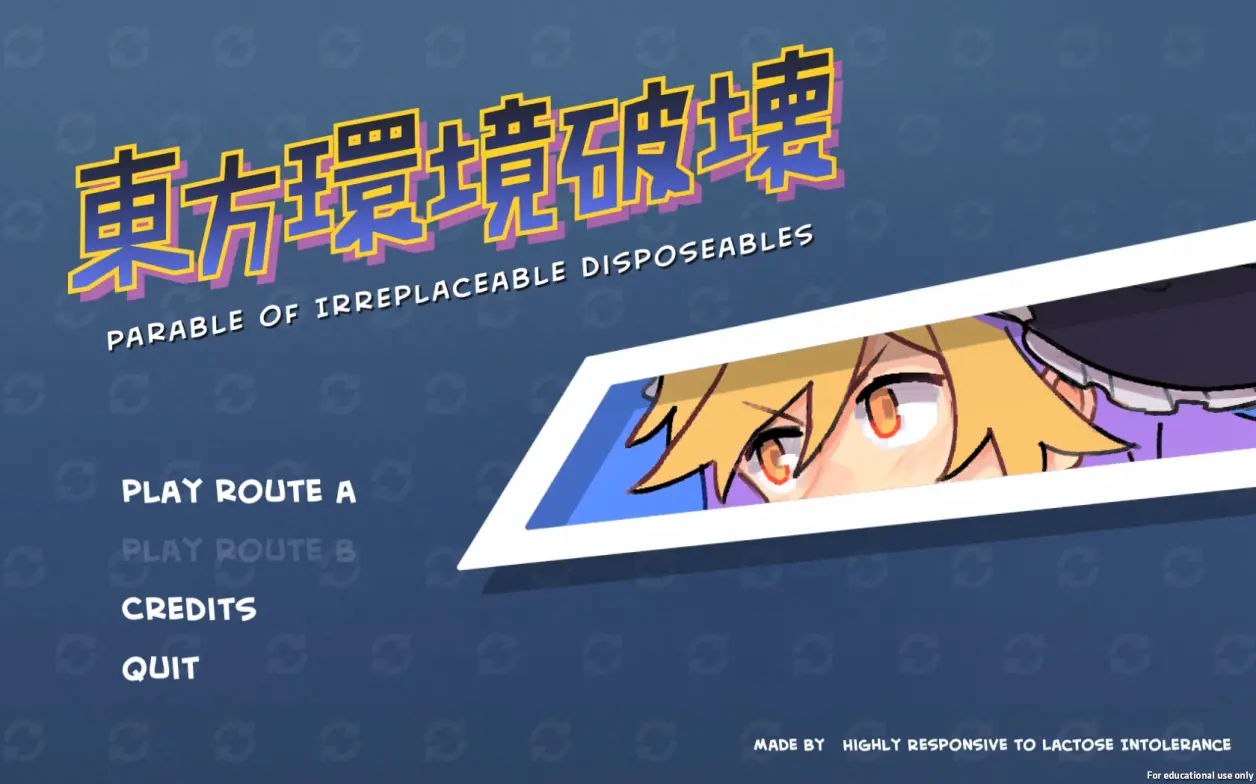 東方環境破壊
PARABLE OF IRREPLACEABLE DISPOSEABLES
PLAY ROUTE A
PLAY ROUTE B
CREDITS
QUIT
MADE BY HIGHLY RESPONSIVE TO LACTOSE INTOLERANCE
For educational use only